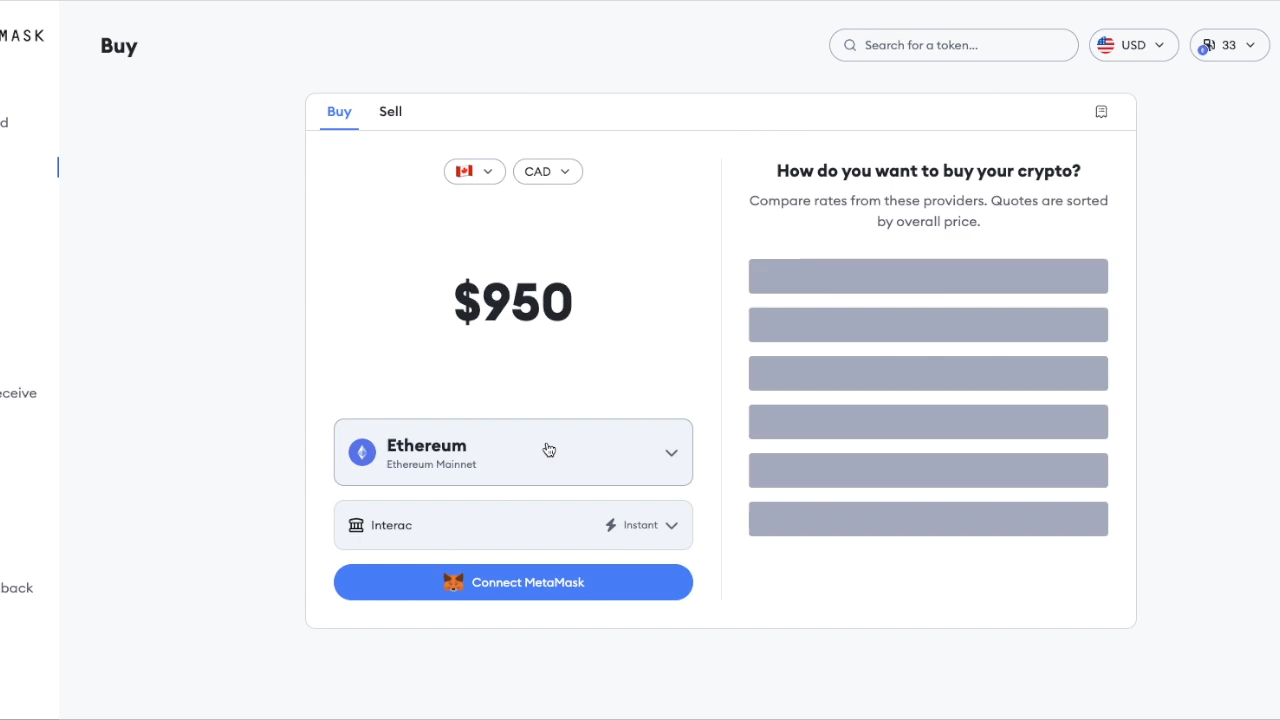 MASK
Buy
Search for a token...
USD
33
d
Buy
Sell
CAD
How do you want to buy your crypto?
Compare rates from these providers. Quotes are sorted
by overall price.
$950
eceive
Ethereum
Ethereum Mainnet
Interac
Instant
Connect MetaMask
back